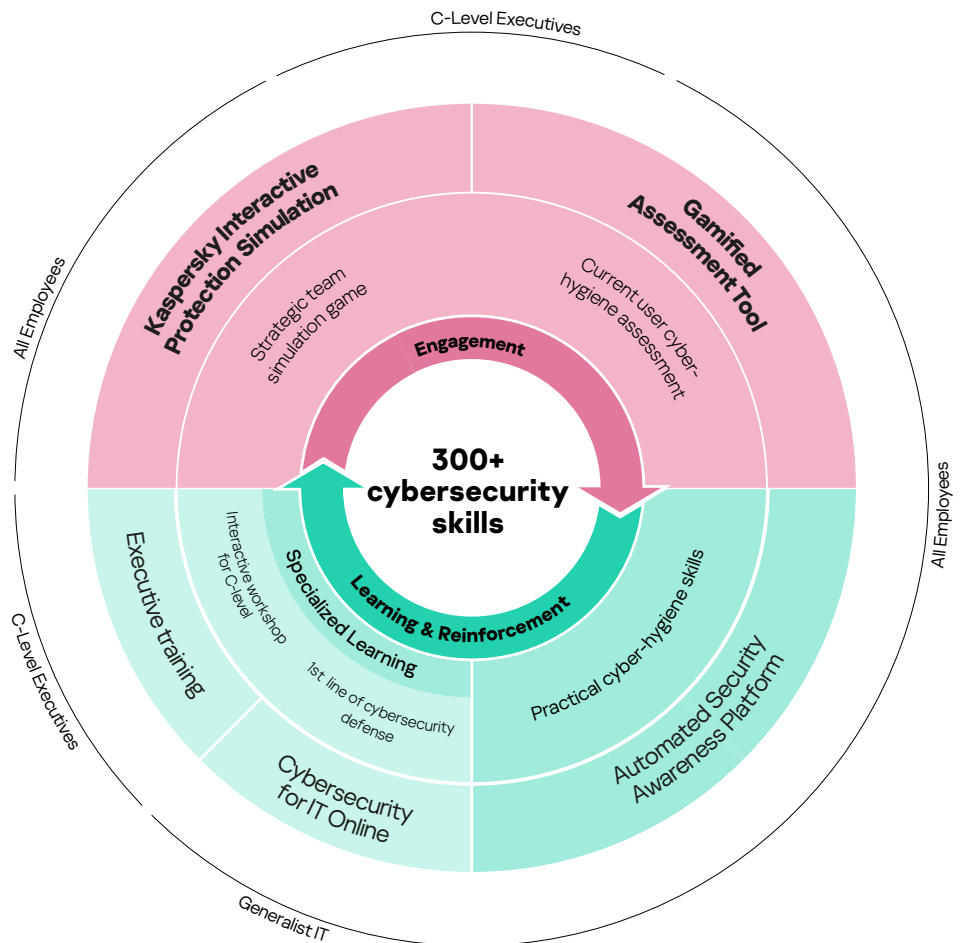 C-Level Executives
All Employees
Kaspersky Interactive
Protection Simulation
Gamified
Assessment Tool
Strategic team
simulation game
Current user cyber-
hygiene assessment
Engagement
300+
cybersecurity
skills
All Employees
Learning & Reinforcement
Specialized Learning
Interactive workshop
for C-level
Executive training
1st line of cybersecurity
defense
Practical cyber-hygiene skills
Automated Security
Awareness Platform
Cybersecurity
for IT Online
C-Level Executives
Generalist IT